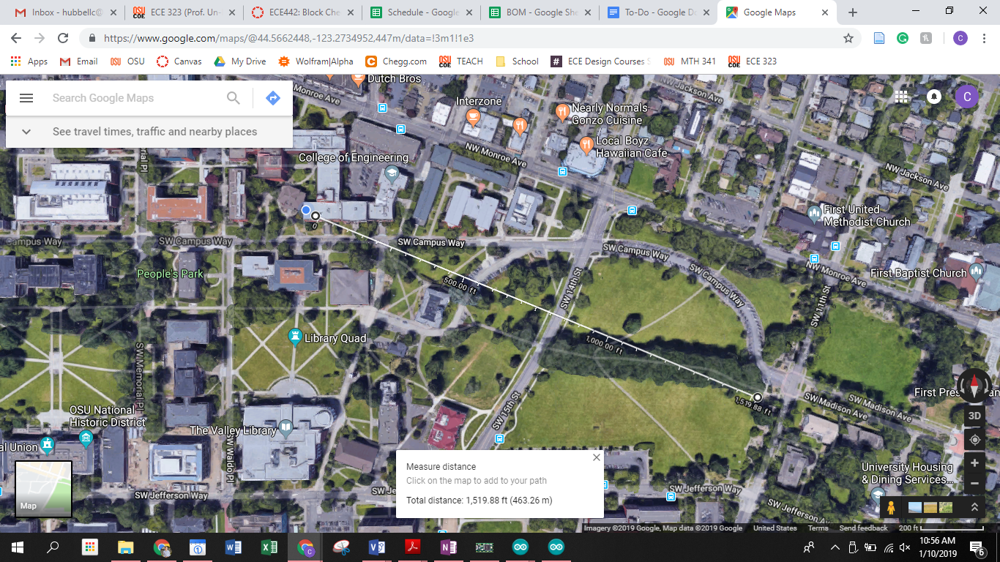 Inbox - hubbellc@
ECE 323 (Prof. Un-
ECE442: Block Che
Schedule - Google
BOM - Google She
To-Do - Google Do
Google Maps
https://www.google.com/maps/@44.5662448,-123.2734952,447m/data=!3m1!1e3
C
Apps
Email
OSU
Canvas
My Drive
Wolfram|Alpha
Chegg.com
TEACH
School
ECE Design Courses S
MTH 341
ECE 323
Dutch Bros
Monroe Ave
NW Jackson Ave
Search Google Maps
C
Interzone
Nearly Normals
Gonzo Cuisine
See travel times, traffic and nearby places
Local Boyz
Hawaiian Cafe
NW Monroe Ave
College of Engineering
NW Jackson Ave
First United
Methodist Church
0
Campus Way
SW Campus Way
SW Campus Way
SW Campus Way
SW Campus Way
NW Monroe Ave
First Baptist Church
People's Park
500.00 ft
SW 14th St
SW 11th St
Library Quad
1,000.00 ft
SW Memorial Pl
First Pres
1,519.88 ft
SW Madison Ave
SW Madison Ave
OSU National
Historic District
SW 15th St
3D
The Valley Library
al Union
SW Waldo Pl
Measure distance
Click on the map to add to your path
Total distance: 1,519.88 ft (463.26 m)
University Housing
& Dining Services...
SW Jefferson Way
SW Je
SW Jefferson Way
SW Jefferson Ave
Map
Imagery ©2019 Google, Map data ©2019 Google
United States
Terms
Send feedback
200 ft
10:56 AM
1/10/2019
6